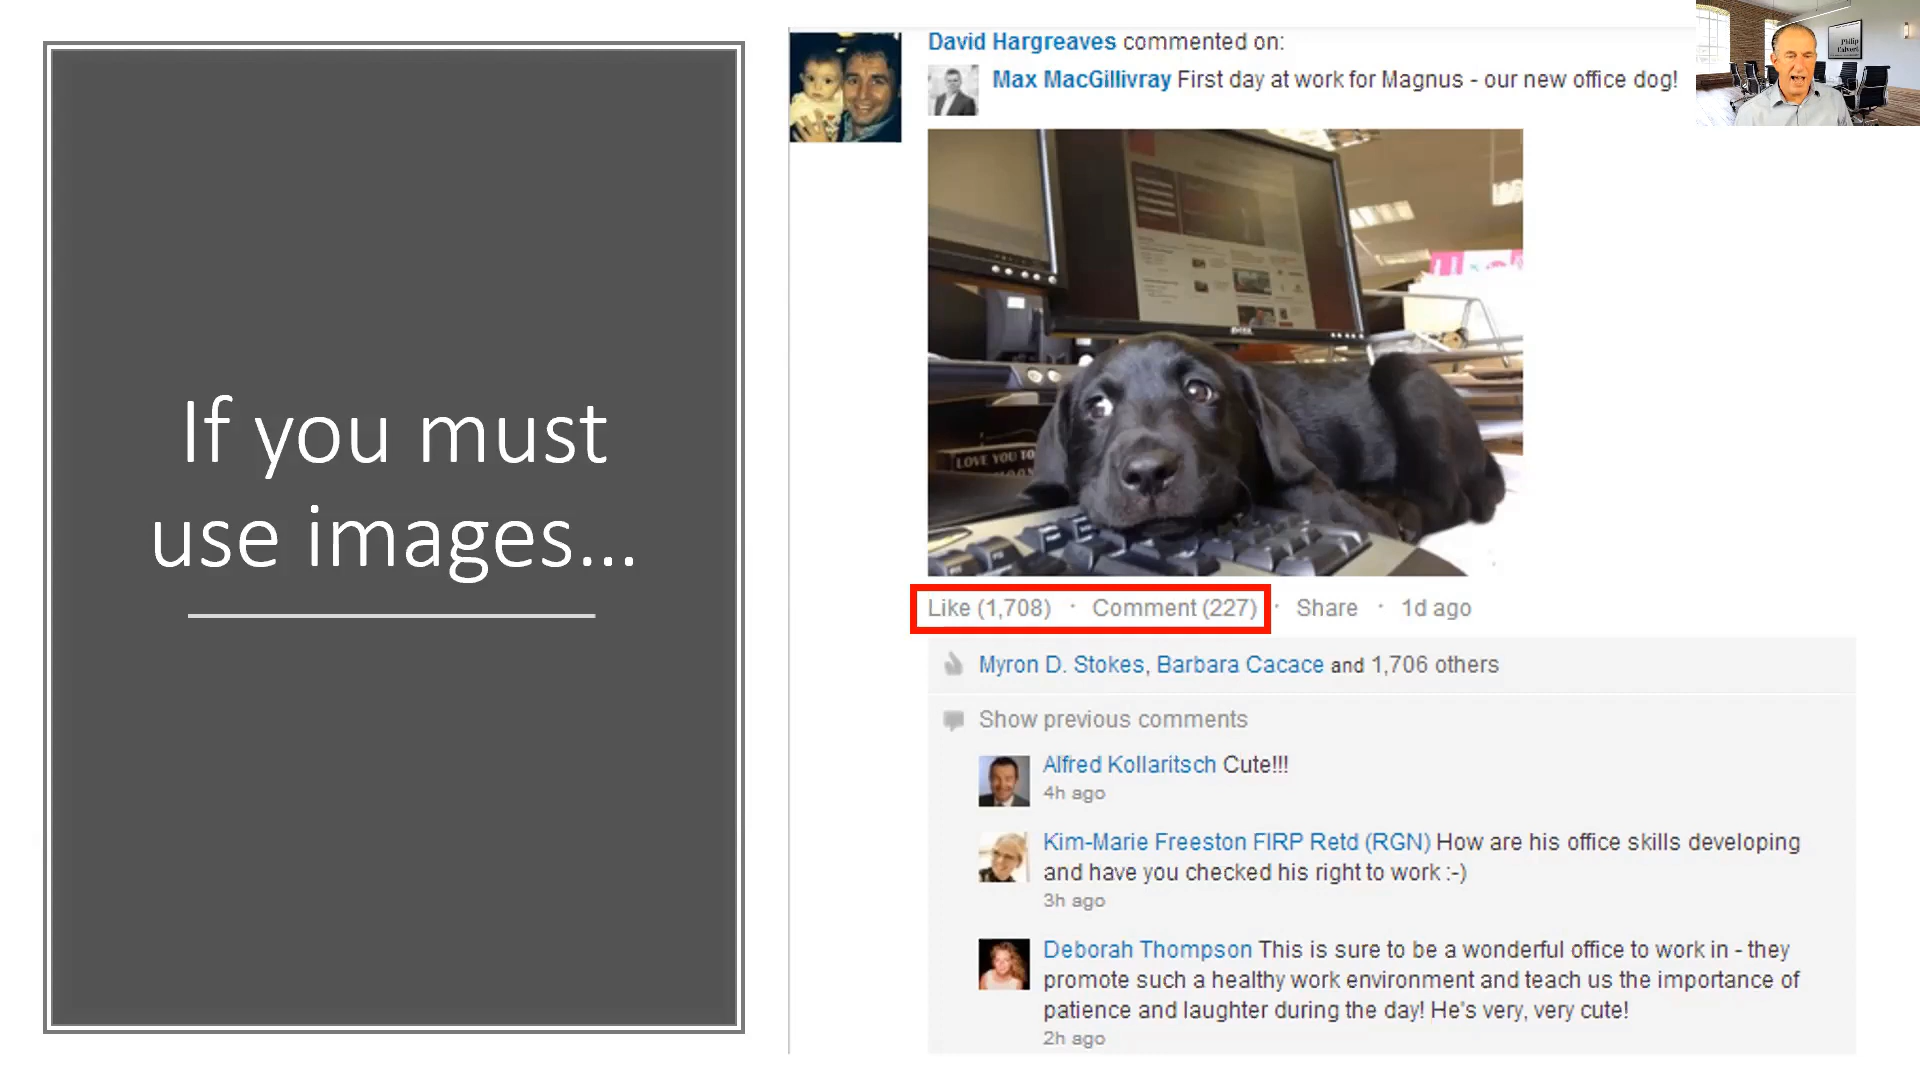 If you must
use images...
David Hargreaves commented on:
Max MacGillivray First day at work for Magnus - our new office dog!
Philip
Calvert
LOVE YOU TO
Like (1,708) · Comment (227) · Share · 1d ago
Myron D. Stokes, Barbara Cacace and 1,706 others
Show previous comments
Alfred Kollaritsch Cute!!!
4h ago
Kim-Marie Freeston FIRP Retd (RGN) How are his office skills developing
and have you checked his right to work :-)
3h ago
Deborah Thompson This is sure to be a wonderful office to work in - they
promote such a healthy work environment and teach us the importance of
patience and laughter during the day! He's very, very cute!
2h ago